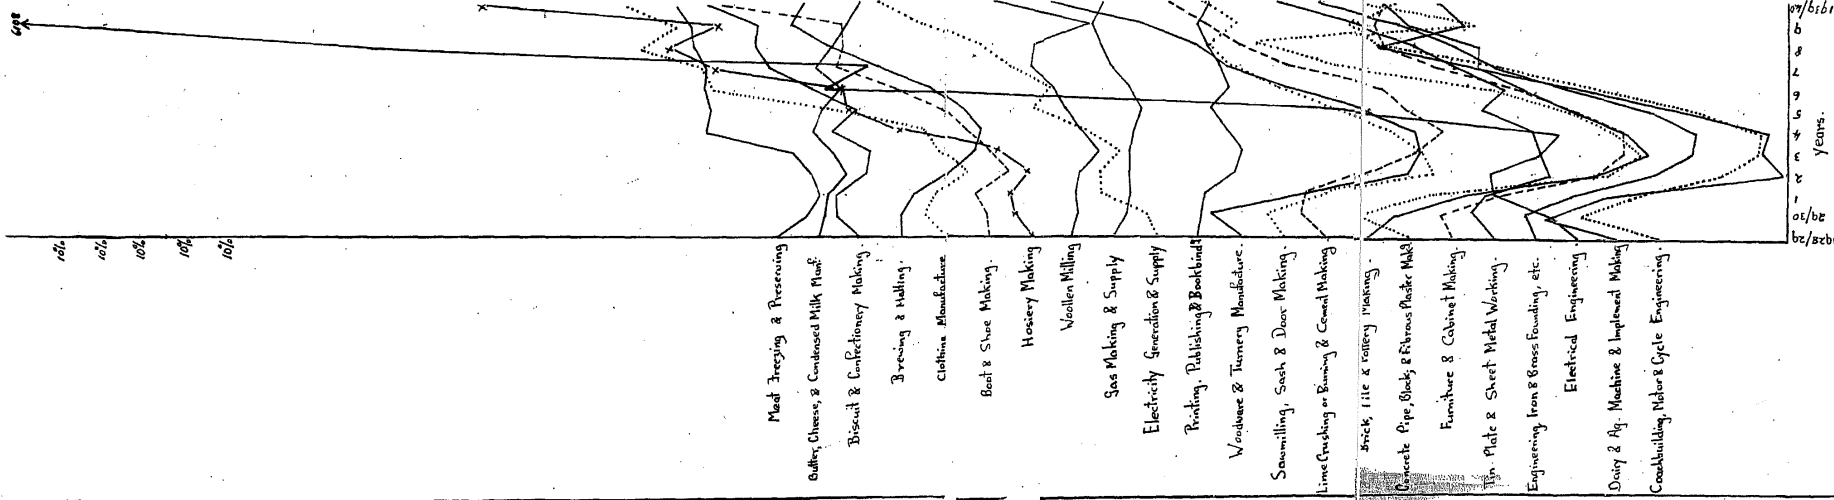 Meat Freezing & Preserving
Butter, Cheese, & Condensed Milk Manf.
Biscuit & Confectionery Making.
Brewing & Malting.
Clothing Manufacture
Boot & Shoe Making.
Hosiery Making
Woollen Milling
Gas Making & Supply
Electricity Generation & Supply
Printing, Publishing & Bookbindg
Woodware & Turnery Manufacture.
Sawmilling, Sash & Door Making.
Lime Crushing or Burning & Cement Making
Brick, Tile & Pottery Making.
Concrete Pipe, Block, & Fibrous Plaster Makg
Furniture & Cabinet Making.
Tin-Plate & Sheet Metal Working.
Engineering, Iron & Brass Founding, etc.
Electrical Engineering.
Dairy & Ag. Machine & Implement Making
Coachbuilding, Motor & Cycle Engineering.
10%
10%
10%
10%
10%
1928/29
29/30
1
2
3
4
5
6
7
8
9
1939/40
Years.